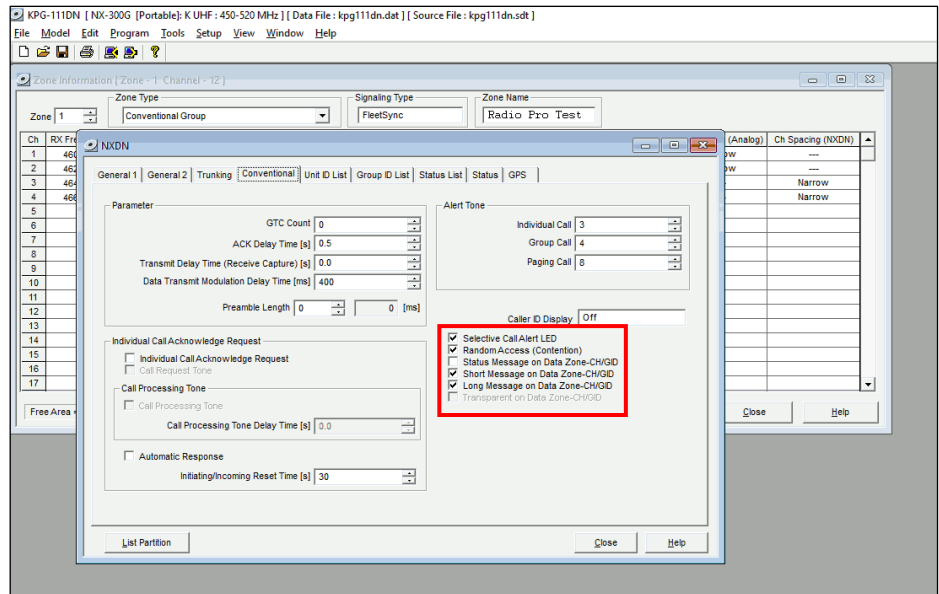 KPG-111DN [ NX-300G [Portable]: K UHF : 450-520 MHz ] [ Data File : kpg111dn.dat ] [ Source File : kpg111dn.sdt ]
File Model Edit Program Tools Setup View Window Help
Zone Information [ Zone - 1 Channel - 12 ]
Zone 1
Zone Type
Conventional Group
Signaling Type
FleetSync
Zone Name
Radio Pro Test
Ch RX Fre (Analog) Ch Spacing (NXDN)
1 460 ow ---
2 462 ow ---
3 464 Narrow
4 466 Narrow
5
6
7
8
9
10
11
12
13
14
15
16
17
Free Area
Close Help
NXDN
General 1 General 2 Trunking Conventional Unit ID List Group ID List Status List Status GPS
Parameter
GTC Count 0
ACK Delay Time [s] 0.5
Transmit Delay Time (Receive Capture) [s] 0.0
Data Transmit Modulation Delay Time [ms] 400
Preamble Length 0 0 [ms]
Individual Call Acknowledge Request
Individual Call Acknowledge Request
Call Request Tone
Call Processing Tone
Call Processing Tone
Call Processing Tone Delay Time [s] 0.0
Automatic Response
Initiating/Incoming Reset Time [s] 30
Alert Tone
Individual Call 3
Group Call 4
Paging Call 8
Caller ID Display Off
Selective Call Alert LED
Random Access (Contention)
Status Message on Data Zone-CH/GID
Short Message on Data Zone-CH/GID
Long Message on Data Zone-CH/GID
Transparent on Data Zone-CH/GID
List Partition
Close Help